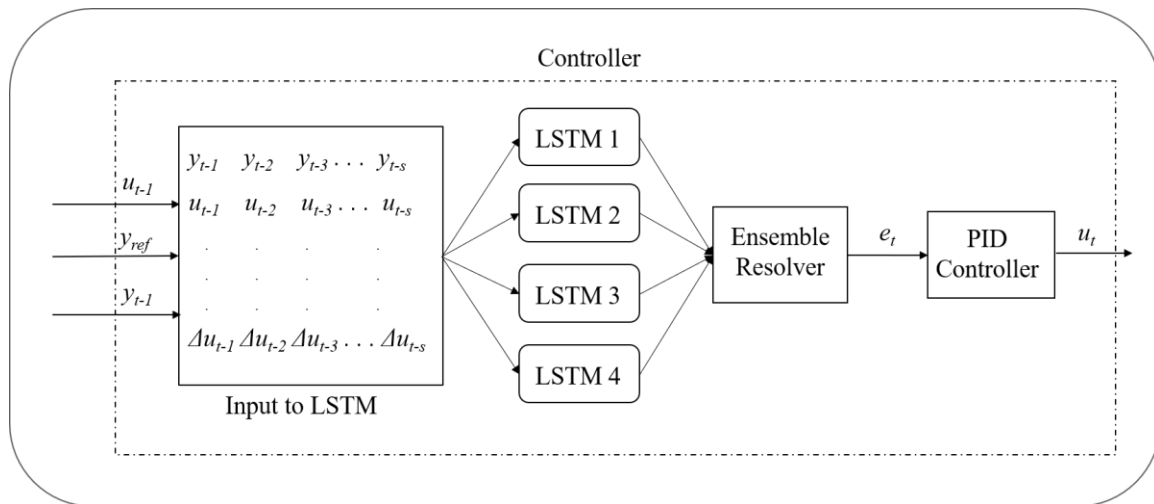 Controller
u_{t-1}
y_{ref}
y_{t-1}
y_{t-1} y_{t-2} y_{t-3} . . . y_{t-s}
u_{t-1} u_{t-2} u_{t-3} . . . u_{t-s}
. . . .
. . . .
. . . .
Δu_{t-1} Δu_{t-2} Δu_{t-3} . . . Δu_{t-s}
Input to LSTM
LSTM 1
LSTM 2
LSTM 3
LSTM 4
Ensemble
Resolver
e_t
PID
Controller
u_t